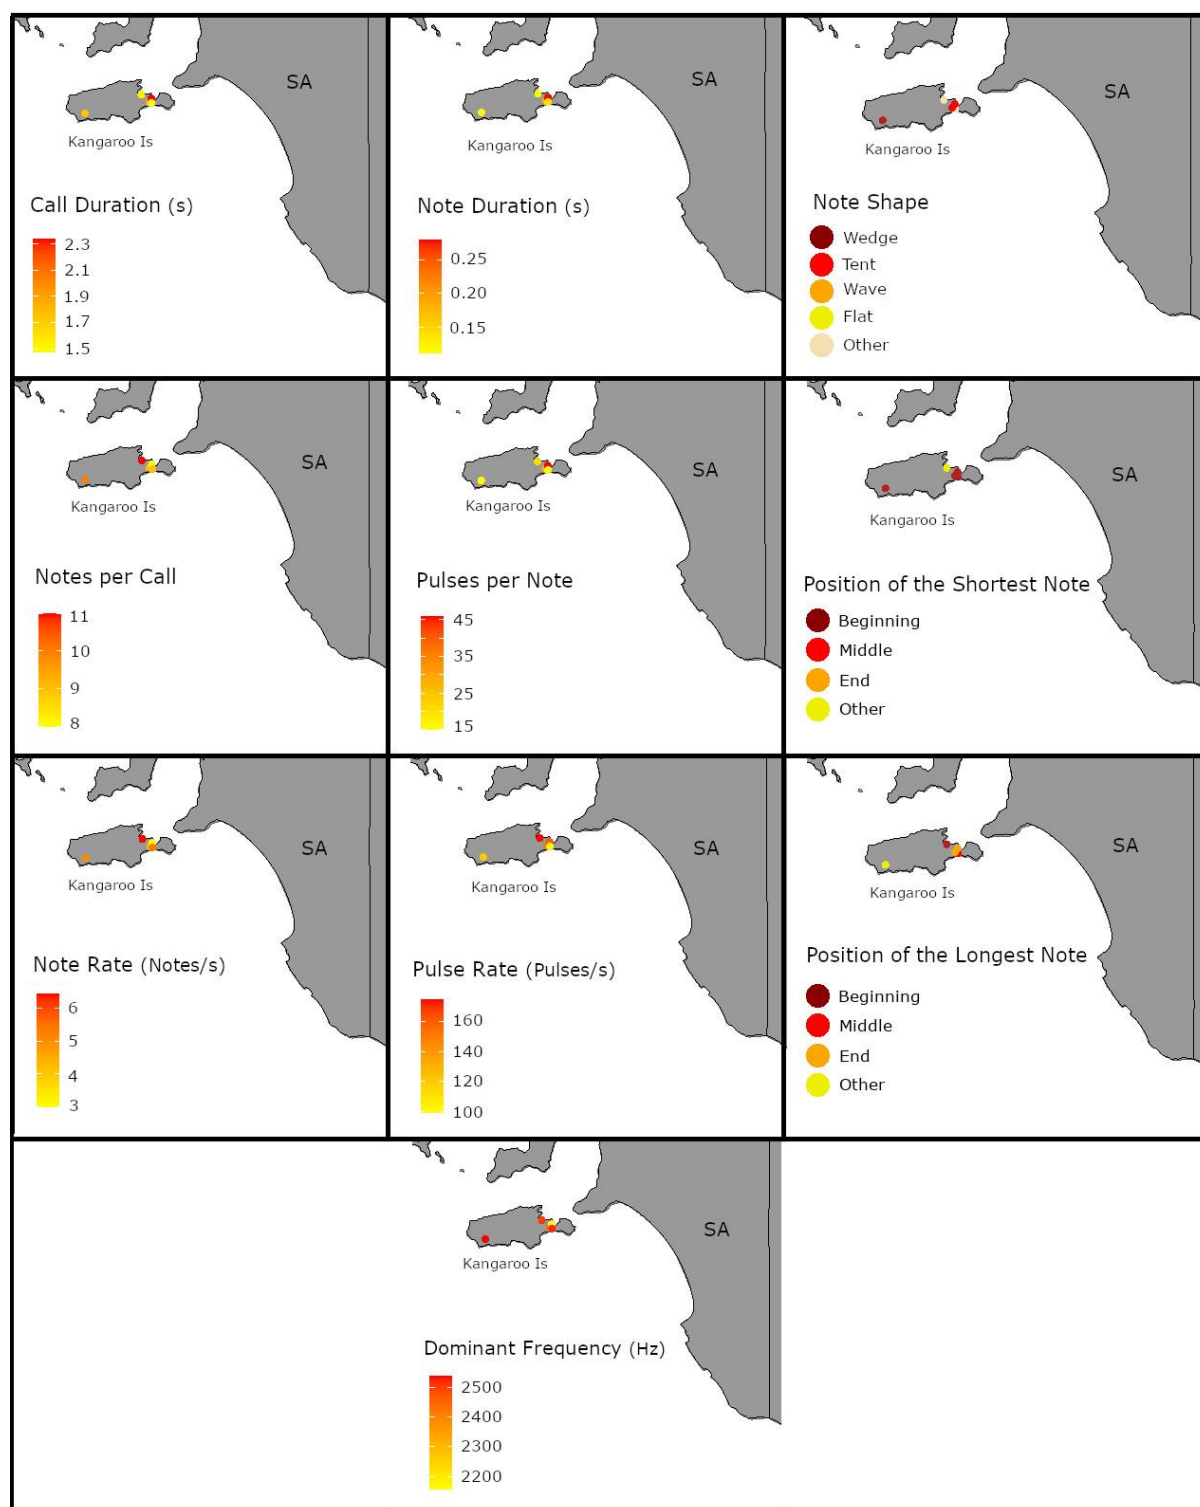 SA
Kangaroo Is
Call Duration (s)
2.3
2.1
1.9
1.7
1.5
SA
Kangaroo Is
Note Duration (s)
0.25
0.20
0.15
SA
Kangaroo Is
Note Shape
Wedge
Tent
Wave
Flat
Other
SA
Kangaroo Is
Notes per Call
11
10
9
8
SA
Kangaroo Is
Pulses per Note
45
35
25
15
SA
Kangaroo Is
Position of the Shortest Note
Beginning
Middle
End
Other
SA
Kangaroo Is
Note Rate (Notes/s)
6
5
4
3
SA
Kangaroo Is
Pulse Rate (Pulses/s)
160
140
120
100
SA
Kangaroo Is
Position of the Longest Note
Beginning
Middle
End
Other
SA
Kangaroo Is
Dominant Frequency (Hz)
2500
2400
2300
2200